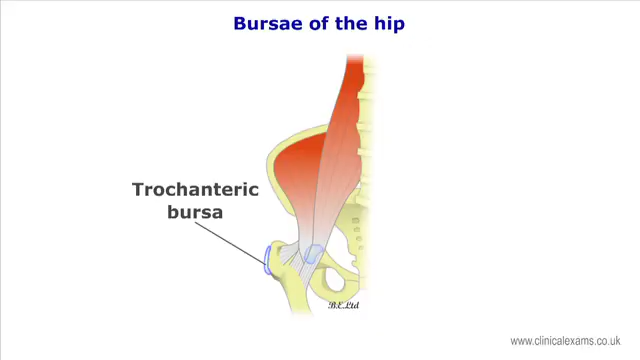 Bursae of the hip
Trochanteric
bursa
B.E.Ltd
www.clinicalexams.co.uk